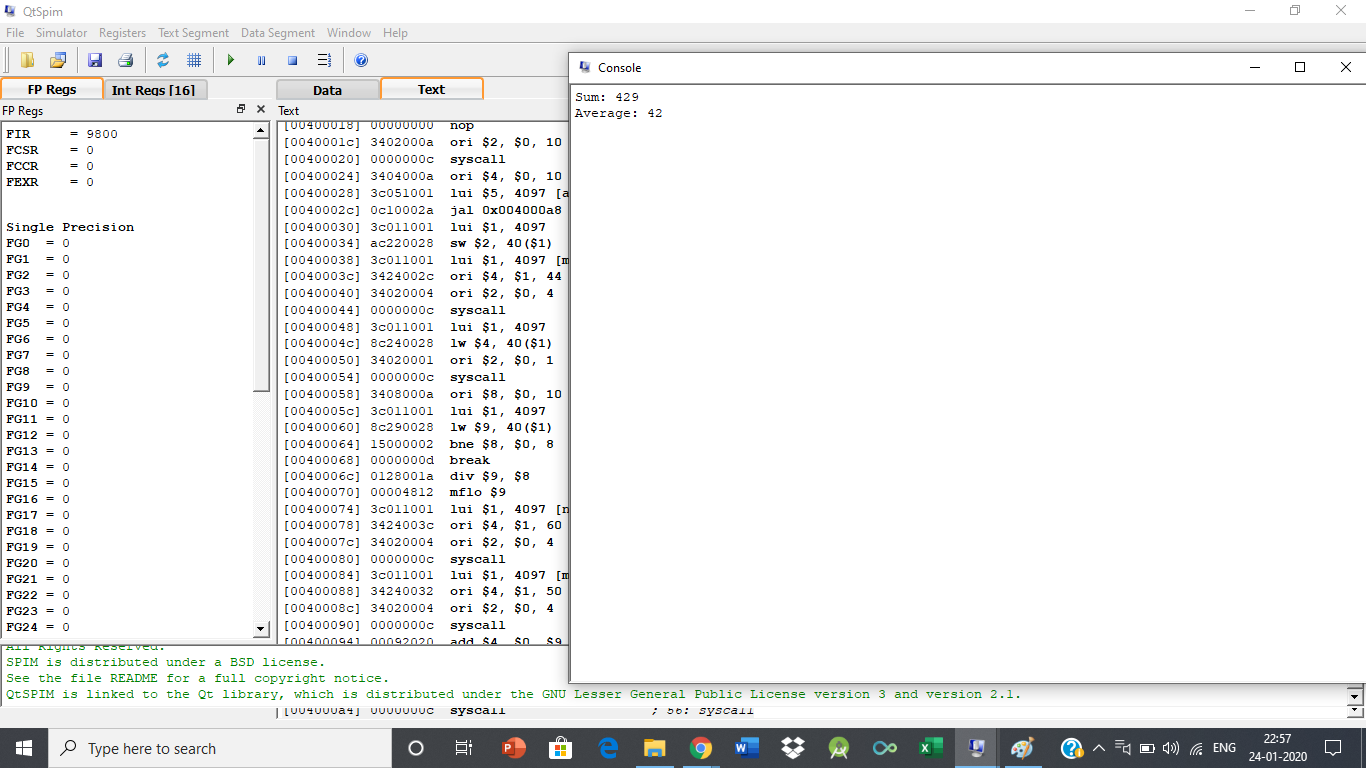 QtSpim
File Simulator Registers Text Segment Data Segment Window Help
FP Regs Int Regs [16]
Data Text
FP Regs
Text
FIR = 9800
FCSR = 0
FCCR = 0
FEXR = 0
Single Precision
FG0 = 0
FG1 = 0
FG2 = 0
FG3 = 0
FG4 = 0
FG5 = 0
FG6 = 0
FG7 = 0
FG8 = 0
FG9 = 0
FG10 = 0
FG11 = 0
FG12 = 0
FG13 = 0
FG14 = 0
FG15 = 0
FG16 = 0
FG17 = 0
FG18 = 0
FG19 = 0
FG20 = 0
FG21 = 0
FG22 = 0
FG23 = 0
FG24 = 0
[00400018] 00000000 nop
[0040001c] 3402000a ori $2, $0, 10
[00400020] 0000000c syscall
[00400024] 3404000a ori $4, $0, 10
[00400028] 3c051001 lui $5, 4097 [a
[0040002c] 0c10002a jal 0x004000a8
[00400030] 3c011001 lui $1, 4097
[00400034] ac220028 sw $2, 40($1)
[00400038] 3c011001 lui $1, 4097 [m
[0040003c] 3424002c ori $4, $1, 44
[00400040] 34020004 ori $2, $0, 4
[00400044] 0000000c syscall
[00400048] 3c011001 lui $1, 4097
[0040004c] 8c240028 lw $4, 40($1)
[00400050] 34020001 ori $2, $0, 1
[00400054] 0000000c syscall
[00400058] 3408000a ori $8, $0, 10
[0040005c] 3c011001 lui $1, 4097
[00400060] 8c290028 lw $9, 40($1)
[00400064] 15000002 bne $8, $0, 8
[00400068] 0000000d break
[0040006c] 0128001a div $9, $8
[00400070] 00004812 mflo $9
[00400074] 3c011001 lui $1, 4097 [n
[00400078] 3424003c ori $4, $1, 60
[0040007c] 34020004 ori $2, $0, 4
[00400080] 0000000c syscall
[00400084] 3c011001 lui $1, 4097 [m
[00400088] 34240032 ori $4, $1, 50
[0040008c] 34020004 ori $2, $0, 4
[00400090] 0000000c syscall
[00400094] 00092020 add $4, $0, $9
Console
Sum: 429
Average: 42
All Rights Reserved.
SPIM is distributed under a BSD license.
See the file README for a full copyright notice.
QtSPIM is linked to the Qt library, which is distributed under the GNU Lesser General Public License version 3 and version 2.1.
[004000a4] 0000000c syscall ; 56: syscall
Type here to search
ENG
22:57
24-01-2020